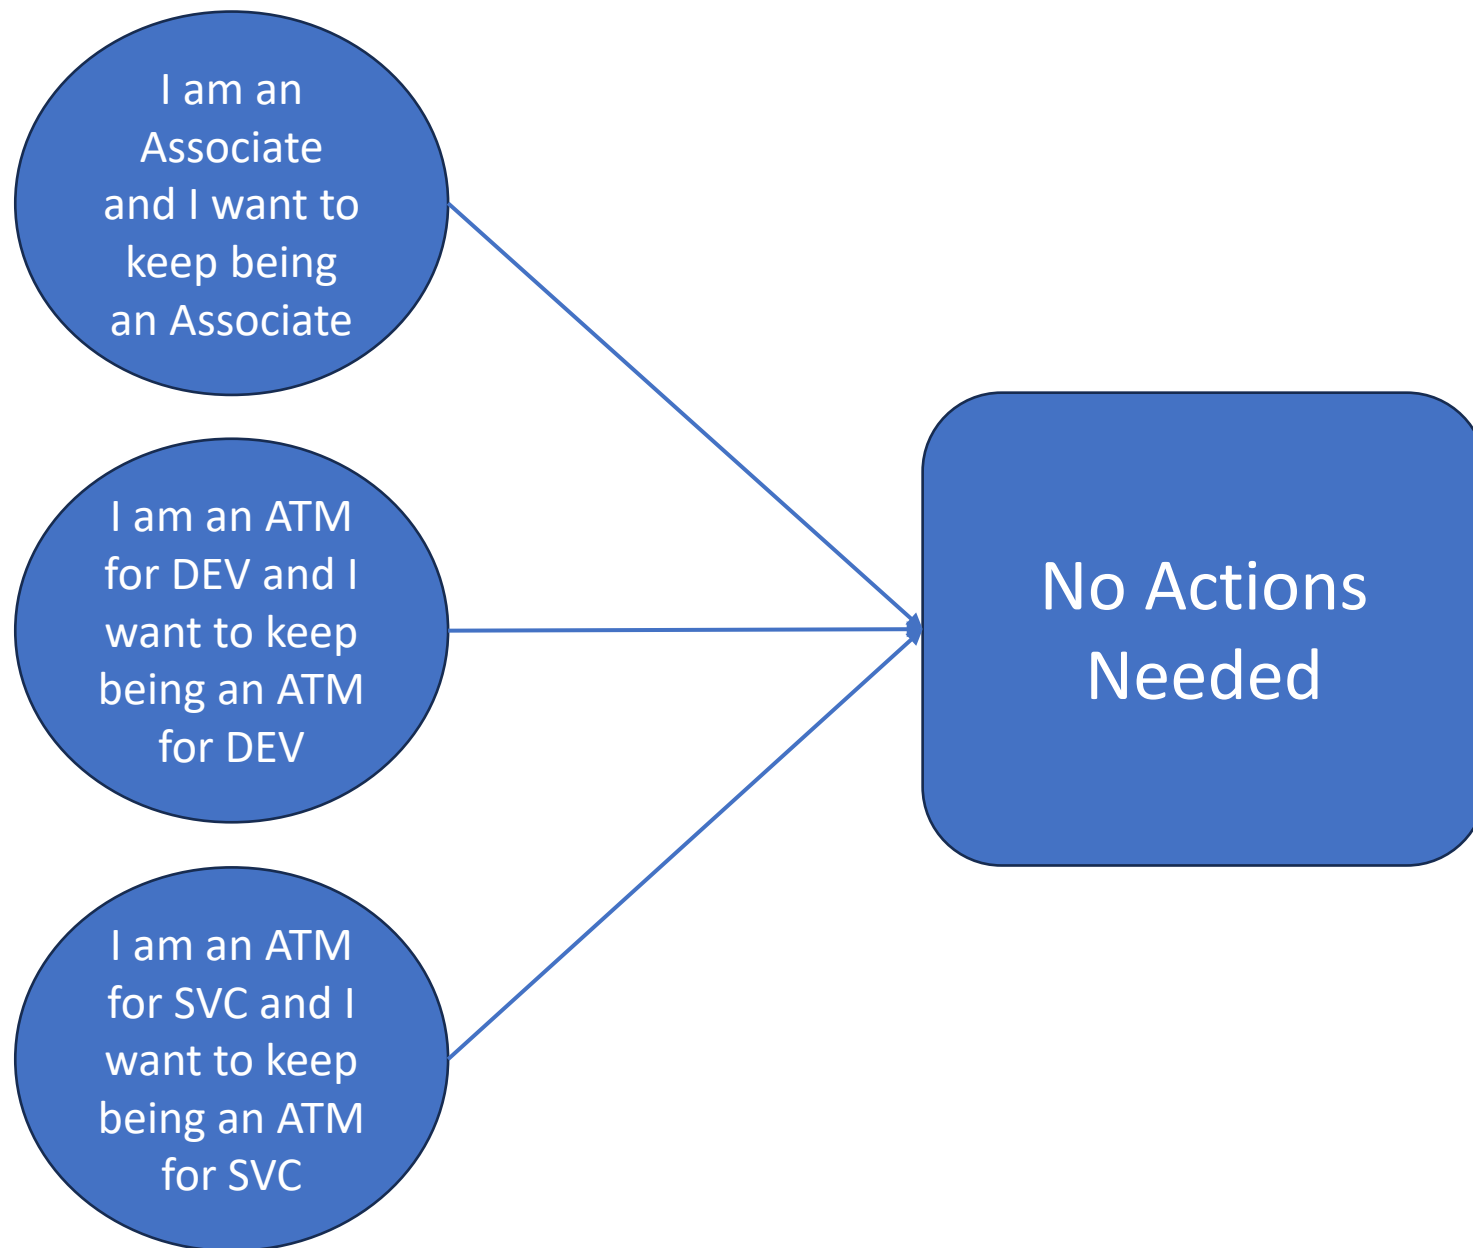 I am an
Associate
and I want to
keep being
an Associate
I am an ATM
for DEV and I
want to keep
being an ATM
for DEV
I am an ATM
for SVC and I
want to keep
being an ATM
for SVC
No Actions
Needed